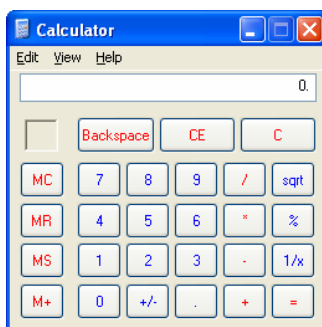 Calculator
Edit View Help
0.
Backspace CE C
MC 7 8 9 / sqrt
MR 4 5 6 * %
MS 1 2 3 - 1/x
M+ 0 +/- . + =